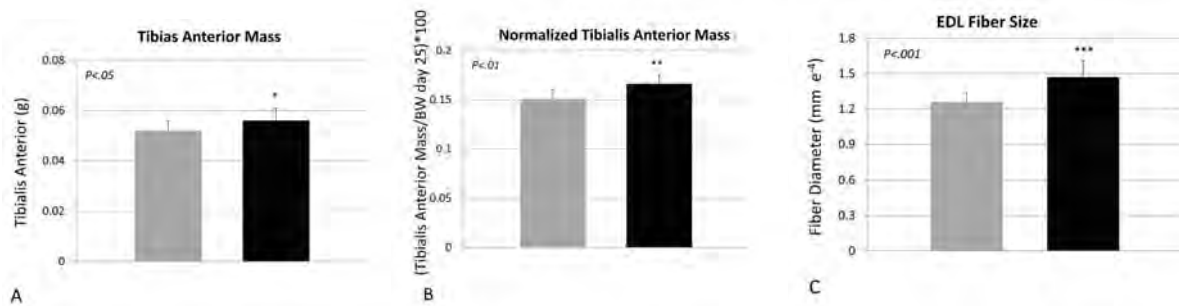 Tibias Anterior Mass
P<.05
*
0.08
0.06
0.04
0.02
0
Tibialis Anterior (g)
A
Normalized Tibialis Anterior Mass
P<.01
**
0.2
0.15
0.1
0.05
0
(Tibialis Anterior Mass/BW day 25)*100
B
EDL Fiber Size
P<.001
***
1.8
1.5
1.2
0.9
0.6
0.3
0
Fiber Diameter (mm e⁻⁴)
C